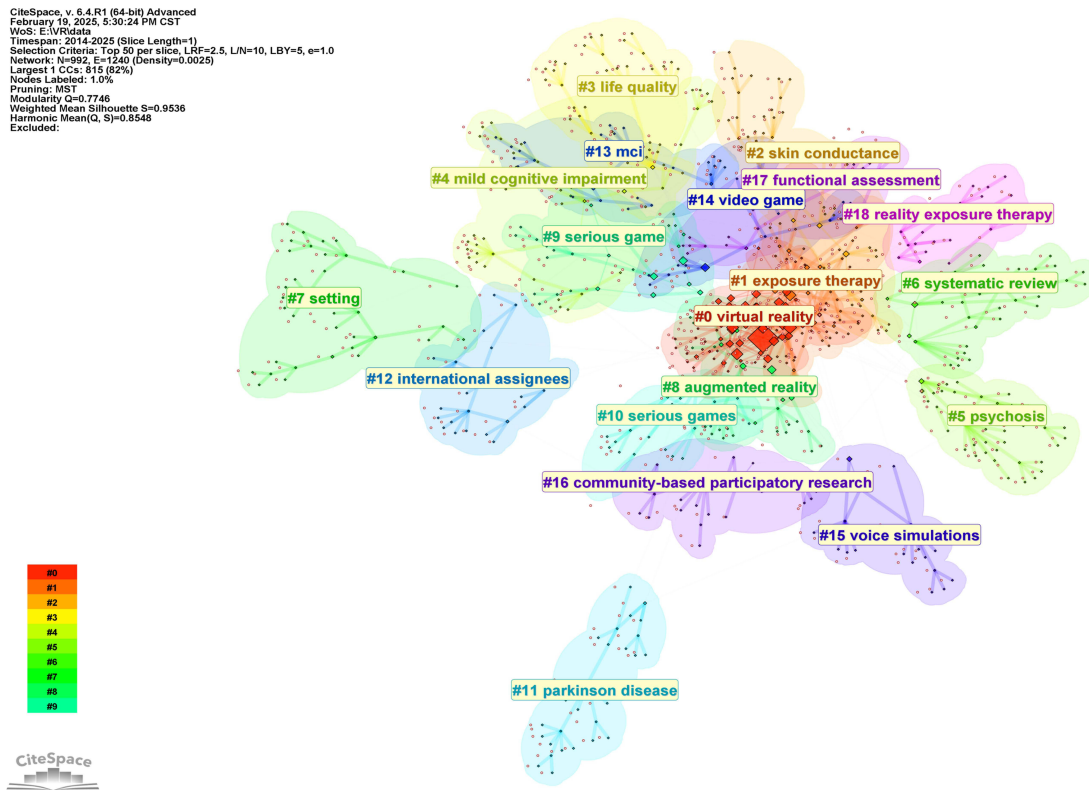 CiteSpace, v. 6.4.R1 (64-bit) Advanced
February 19, 2025, 5:30:24 PM CST
WoS: E:\VR\data
Timespan: 2014-2025 (Slice Length=1)
Selection Criteria: Top 50 per slice, LRF=2.5, L/N=10, LBY=5, e=1.0
Network: N=992, E=1240 (Density=0.0025)
Largest 1 CCs: 815 (82%)
Nodes Labeled: 1.0%
Pruning: MST
Modularity Q=0.7746
Weighted Mean Silhouette S=0.9536
Harmonic Mean(Q, S)=0.8548
Excluded:
#3 life quality
#13 mci
#2 skin conductance
#4 mild cognitive impairment
#17 functional assessment
#14 video game
#18 reality exposure therapy
#9 serious game
#1 exposure therapy
#6 systematic review
#7 setting
#0 virtual reality
#12 international assignees
#8 augmented reality
#10 serious games
#5 psychosis
#16 community-based participatory research
#15 voice simulations
#11 parkinson disease
#0
#1
#2
#3
#4
#5
#6
#7
#8
#9
CiteSpace